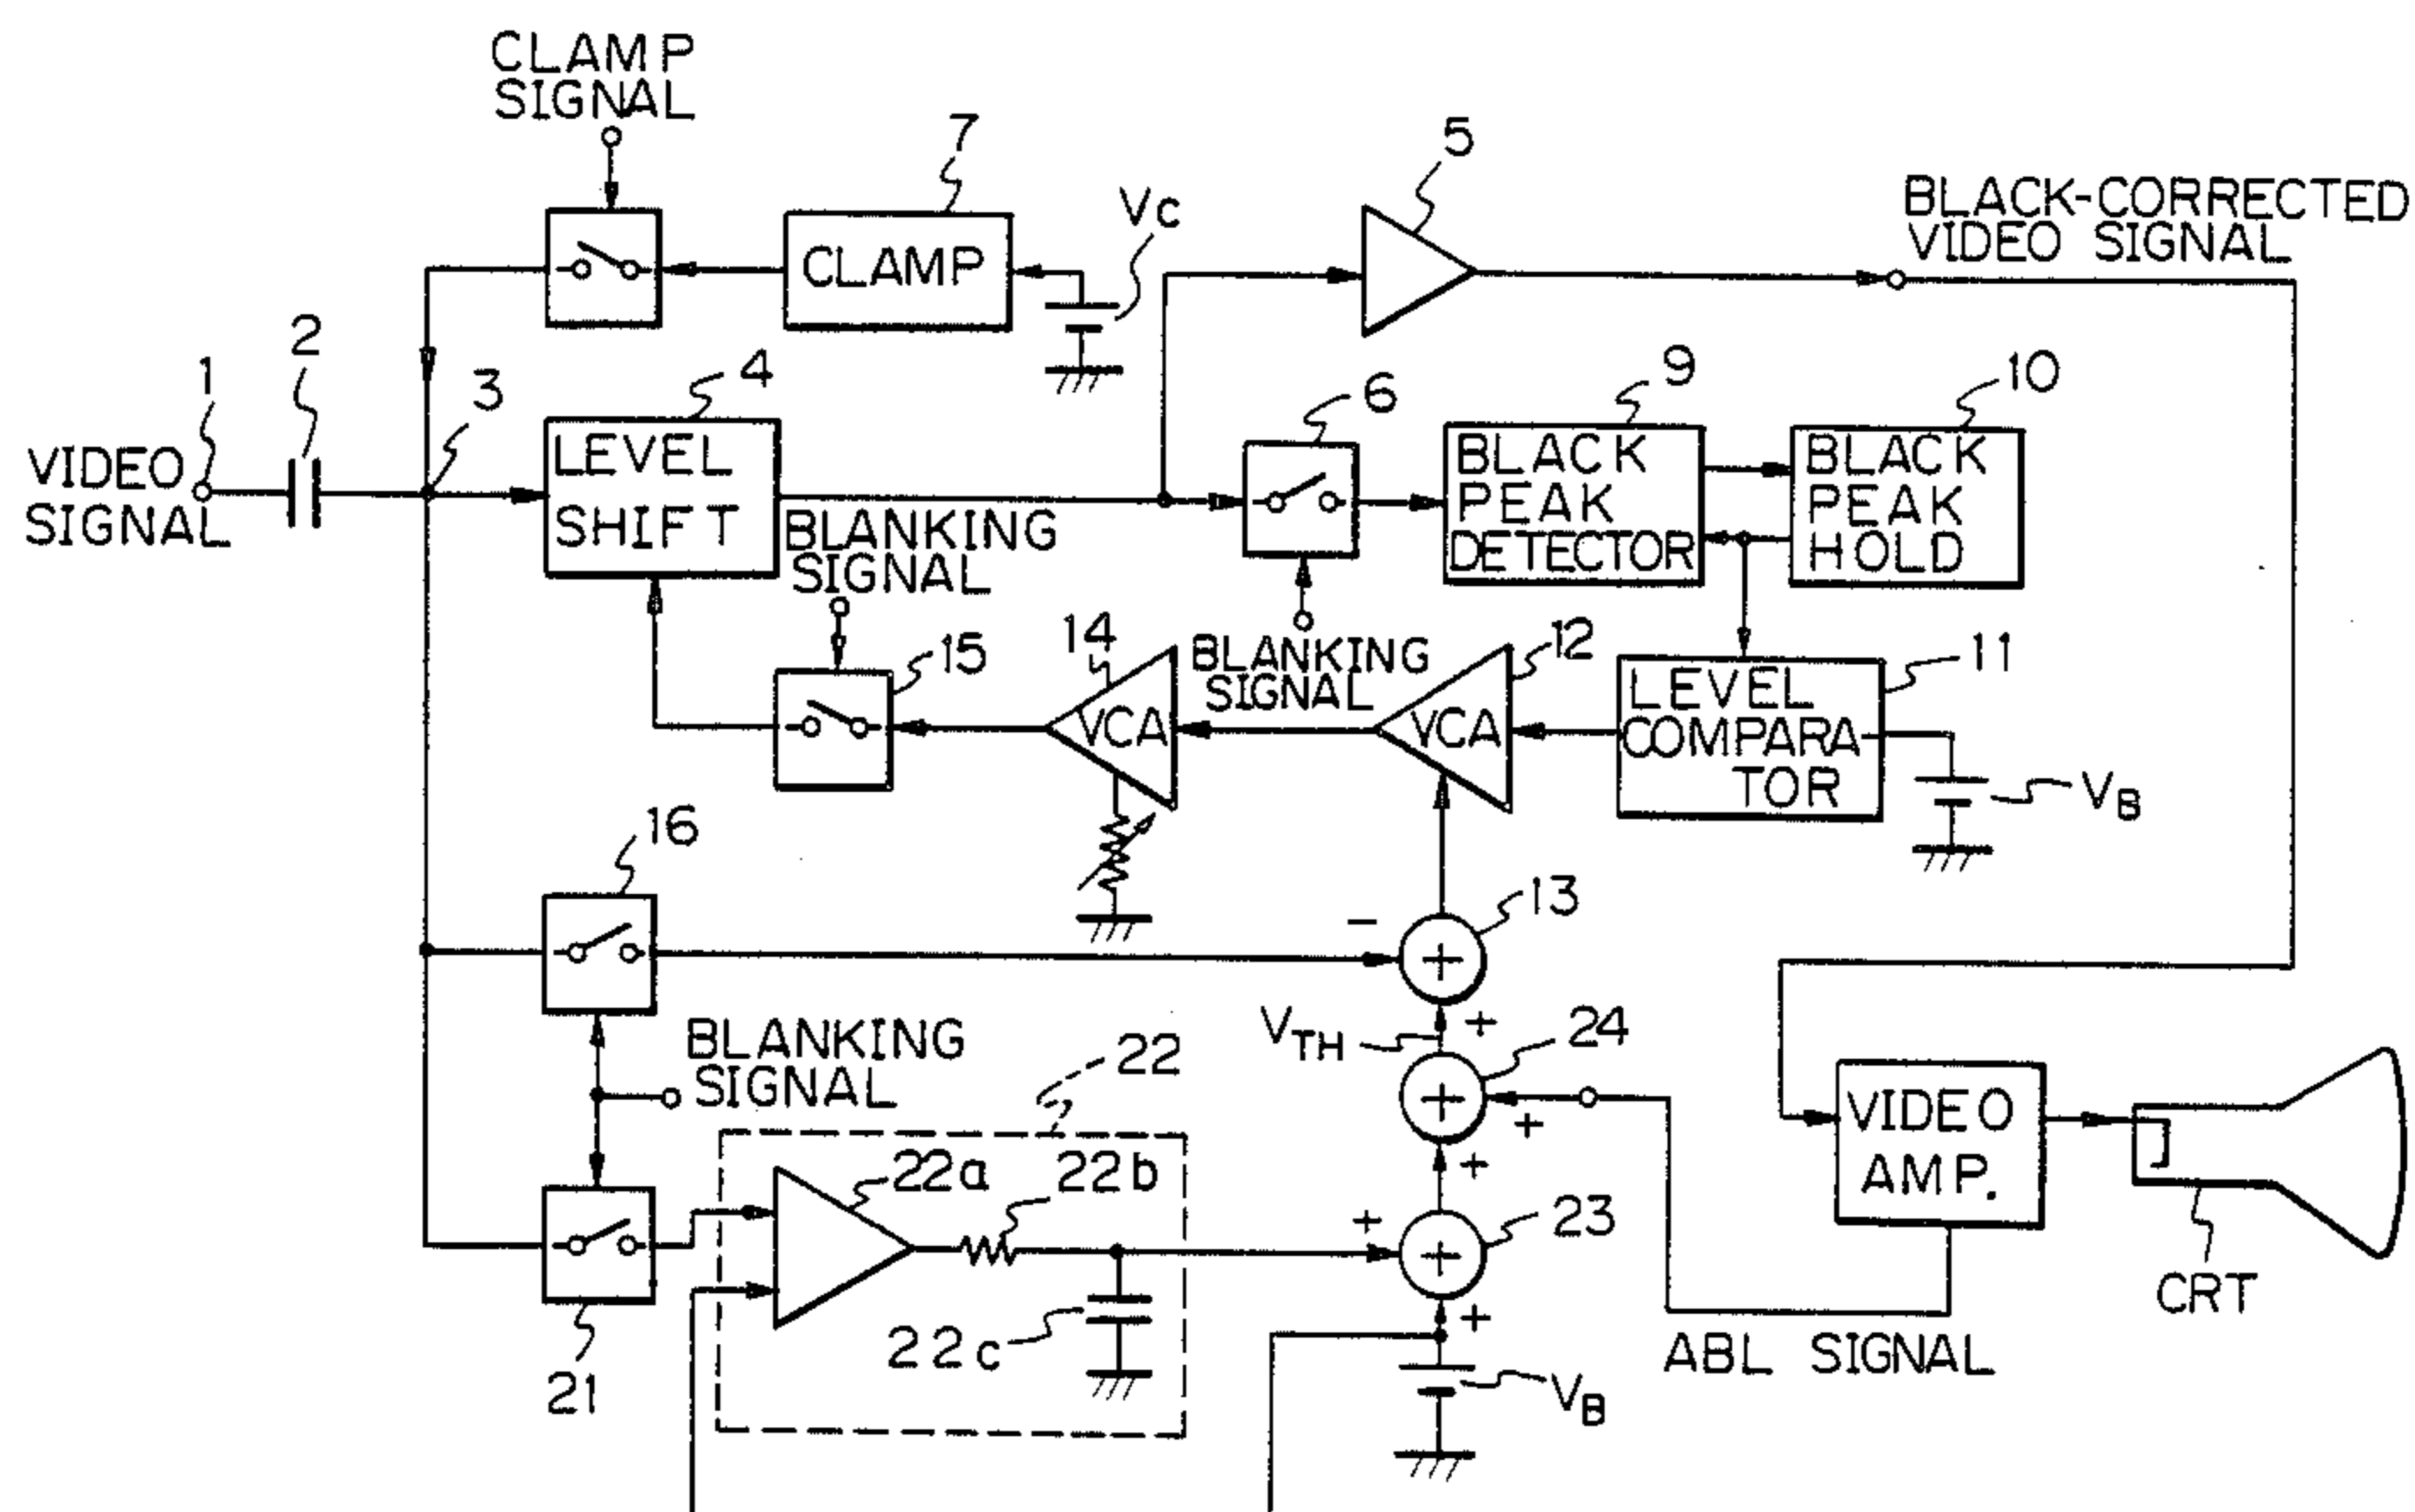 CLAMP
SIGNAL
7
5
VC
BLACK-CORRECTED
VIDEO SIGNAL
CLAMP
2
1
3
4
6
9
10
VIDEO
SIGNAL
LEVEL
SHIFT
BLANKING
SIGNAL
BLACK
PEAK
DETECTOR
BLACK
PEAK
HOLD
15
14
VCA
BLANKING
SIGNAL
12
VCA
11
LEVEL
COMPARA-
TOR
VB
16
13
-
+
+
VTH
24
BLANKING
SIGNAL
22
+
+
+
VIDEO
AMP.
22a
22b
23
+
+
+
CRT
22c
21
VB
ABL SIGNAL